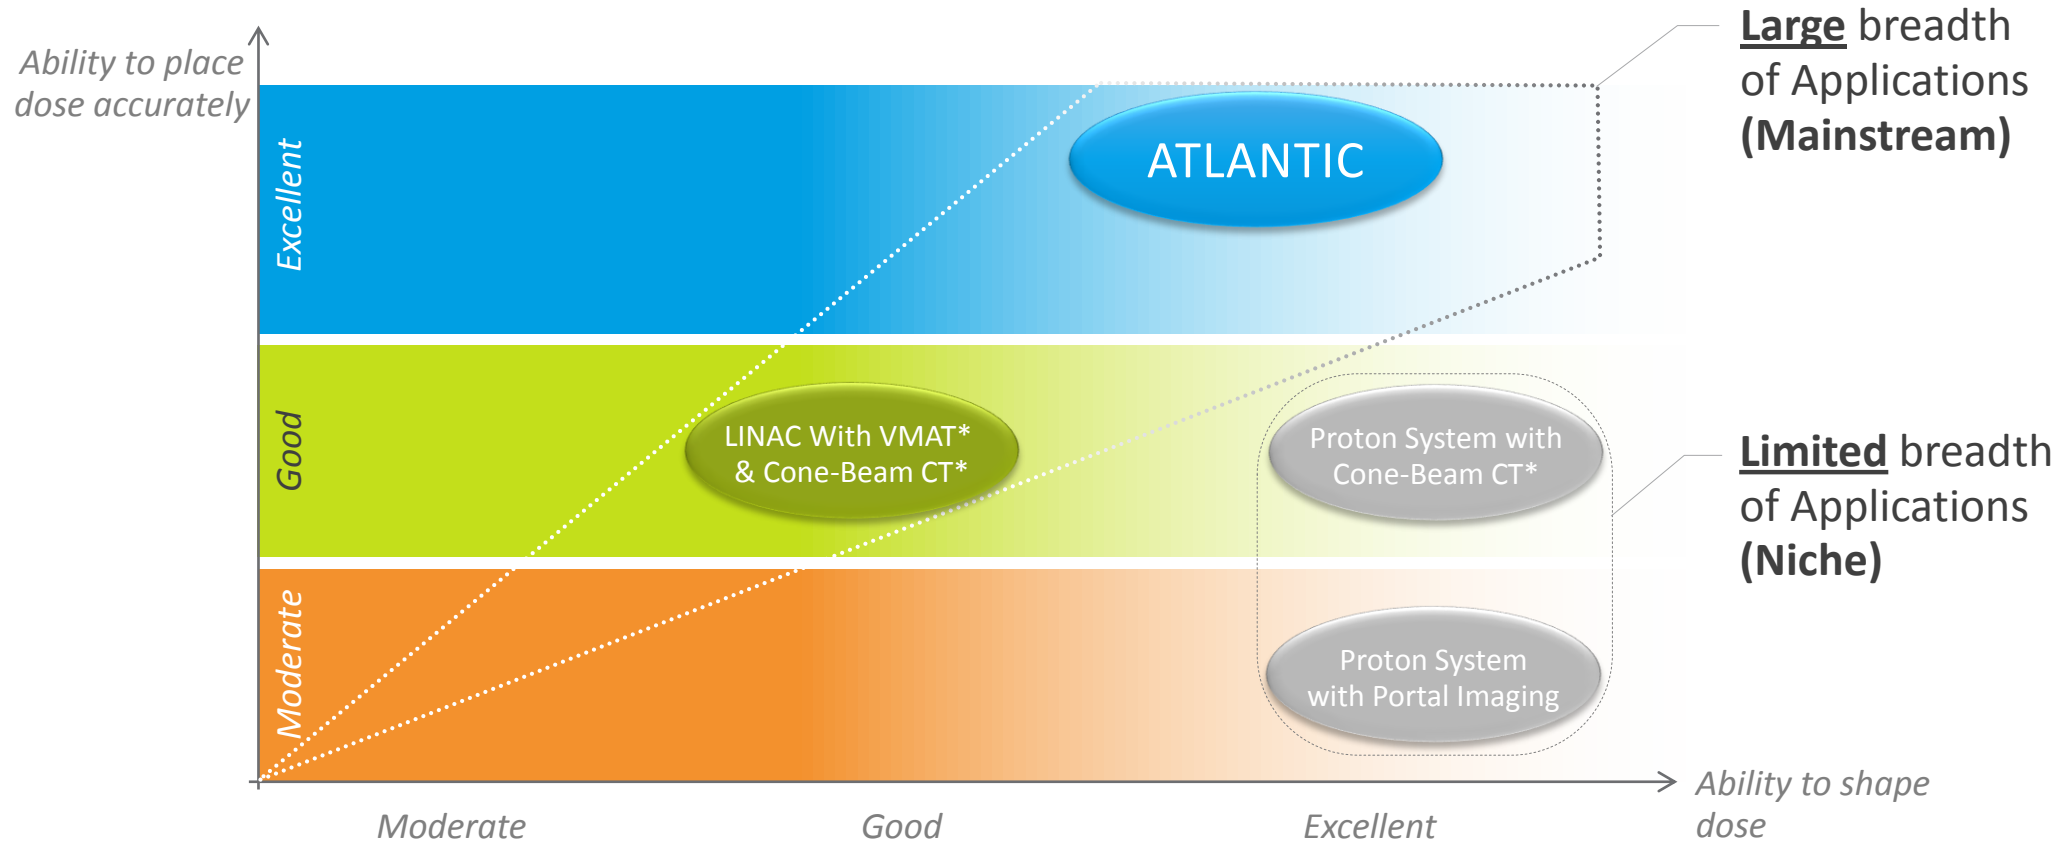 Ability to place
dose accurately
Large breadth
of Applications
(Mainstream)
Excellent
ATLANTIC
Good
LINAC With VMAT*
& Cone-Beam CT*
Proton System with
Cone-Beam CT*
Limited breadth
of Applications
(Niche)
Moderate
Proton System
with Portal Imaging
Ability to shape
dose
Moderate
Good
Excellent